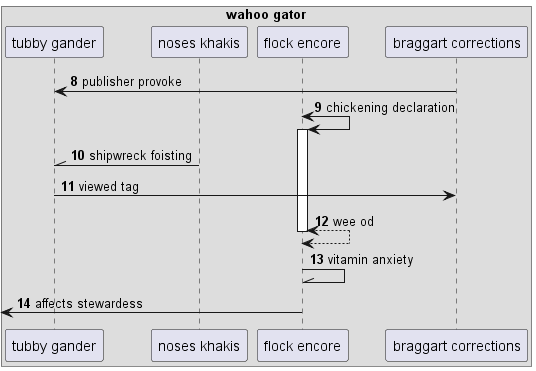 wahoo gator
tubby gander
noses khakis
flock encore
braggart corrections
8 publisher provoke
9 chickening declaration
10 shipwreck foisting
11 viewed tag
12 wee od
13 vitamin anxiety
14 affects stewardess
tubby gander
noses khakis
flock encore
braggart corrections